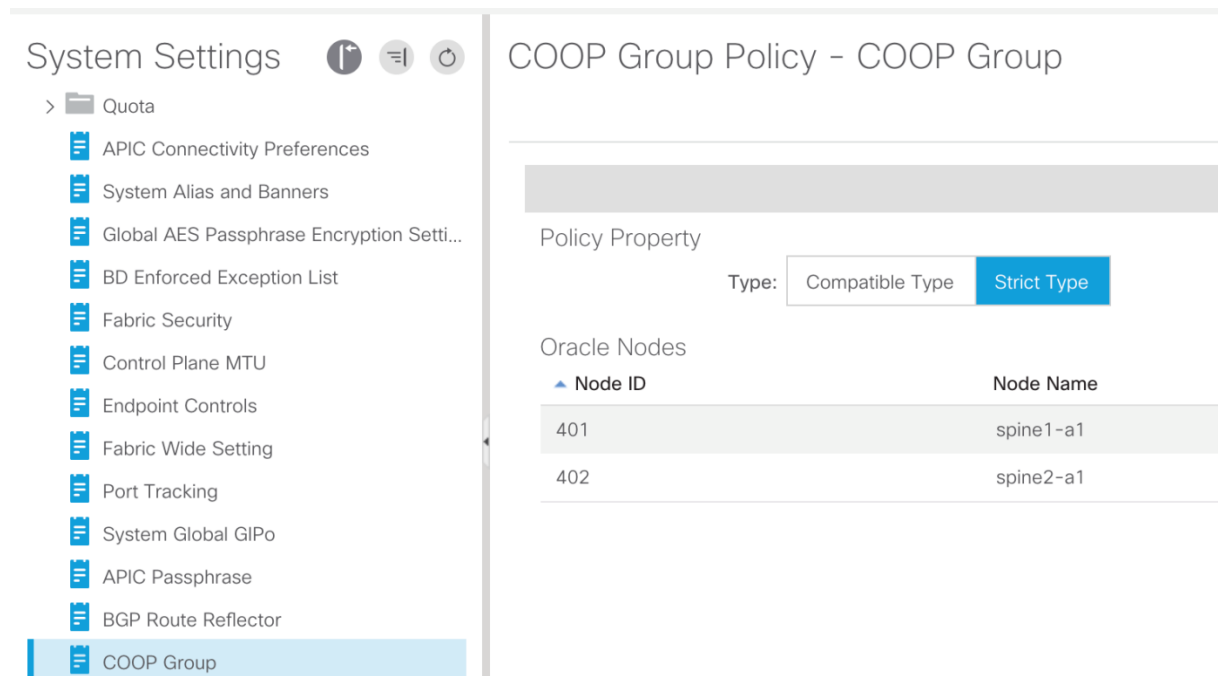 System Settings
Quota
APIC Connectivity Preferences
System Alias and Banners
Global AES Passphrase Encryption Setti...
BD Enforced Exception List
Fabric Security
Control Plane MTU
Endpoint Controls
Fabric Wide Setting
Port Tracking
System Global GIPo
APIC Passphrase
BGP Route Reflector
COOP Group
COOP Group Policy - COOP Group
Policy Property
Type: Compatible Type Strict Type
Oracle Nodes
Node ID Node Name
401 spine1-a1
402 spine2-a1